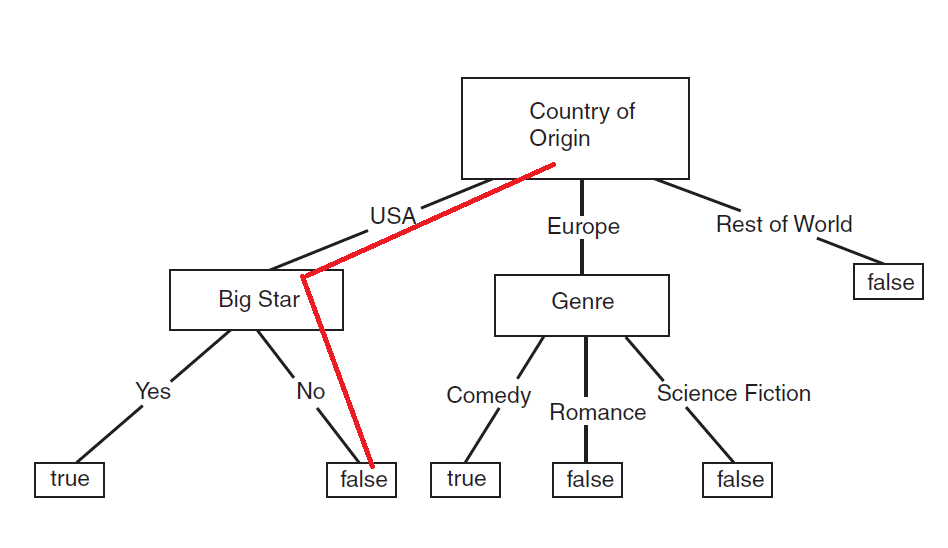 Country of
Origin
USA
Europe
Rest of World
false
Big Star
Genre
Yes
No
Comedy
Romance
Science Fiction
true
false
true
false
false